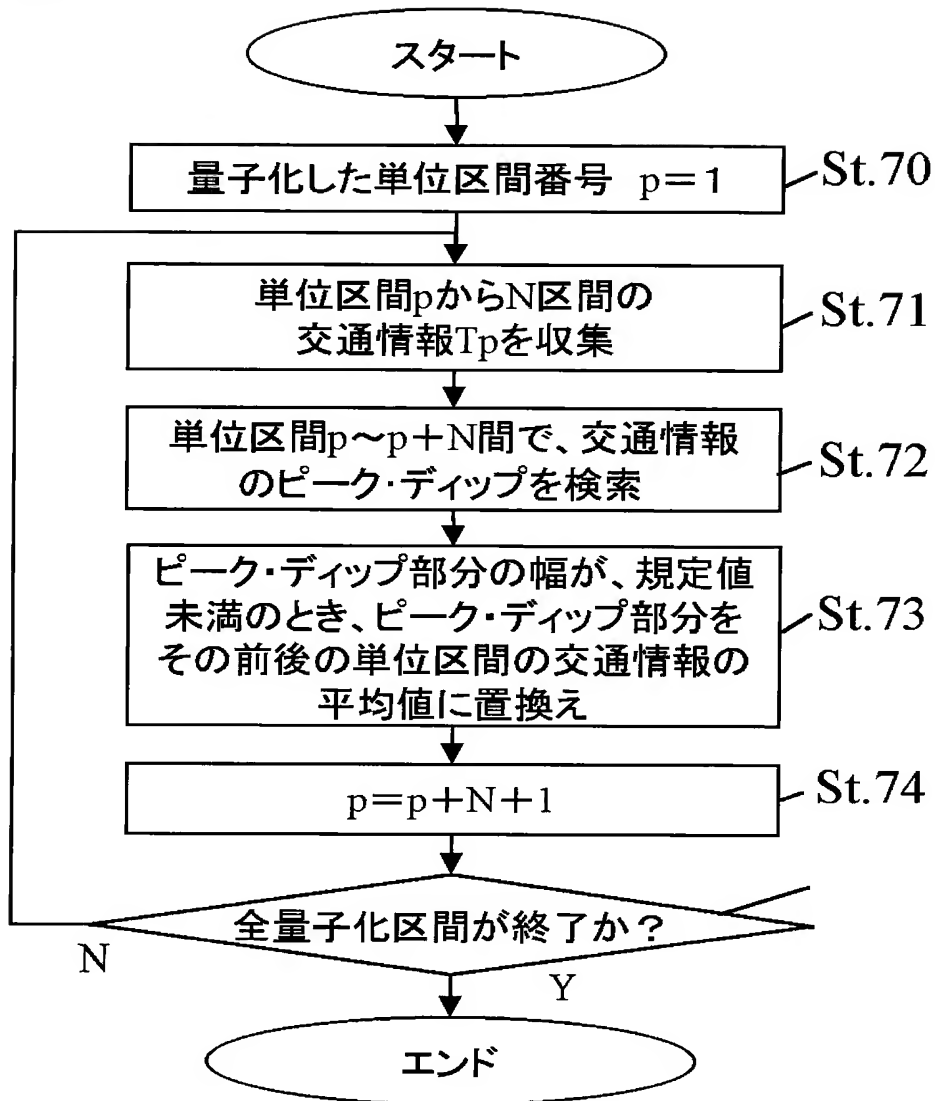 スタート
量子化した単位区間番号 p=1
St.70
単位区間pからN区間の
交通情報Tpを収集
St.71
単位区間p～p+N間で、交通情報
のピーク・ディップを検索
St.72
ピーク・ディップ部分の幅が、規定値
未満のとき、ピーク・ディップ部分を
その前後の単位区間の交通情報の
平均値に置換え
St.73
p=p+N+1
St.74
全量子化区間が終了か？
N
Y
エンド